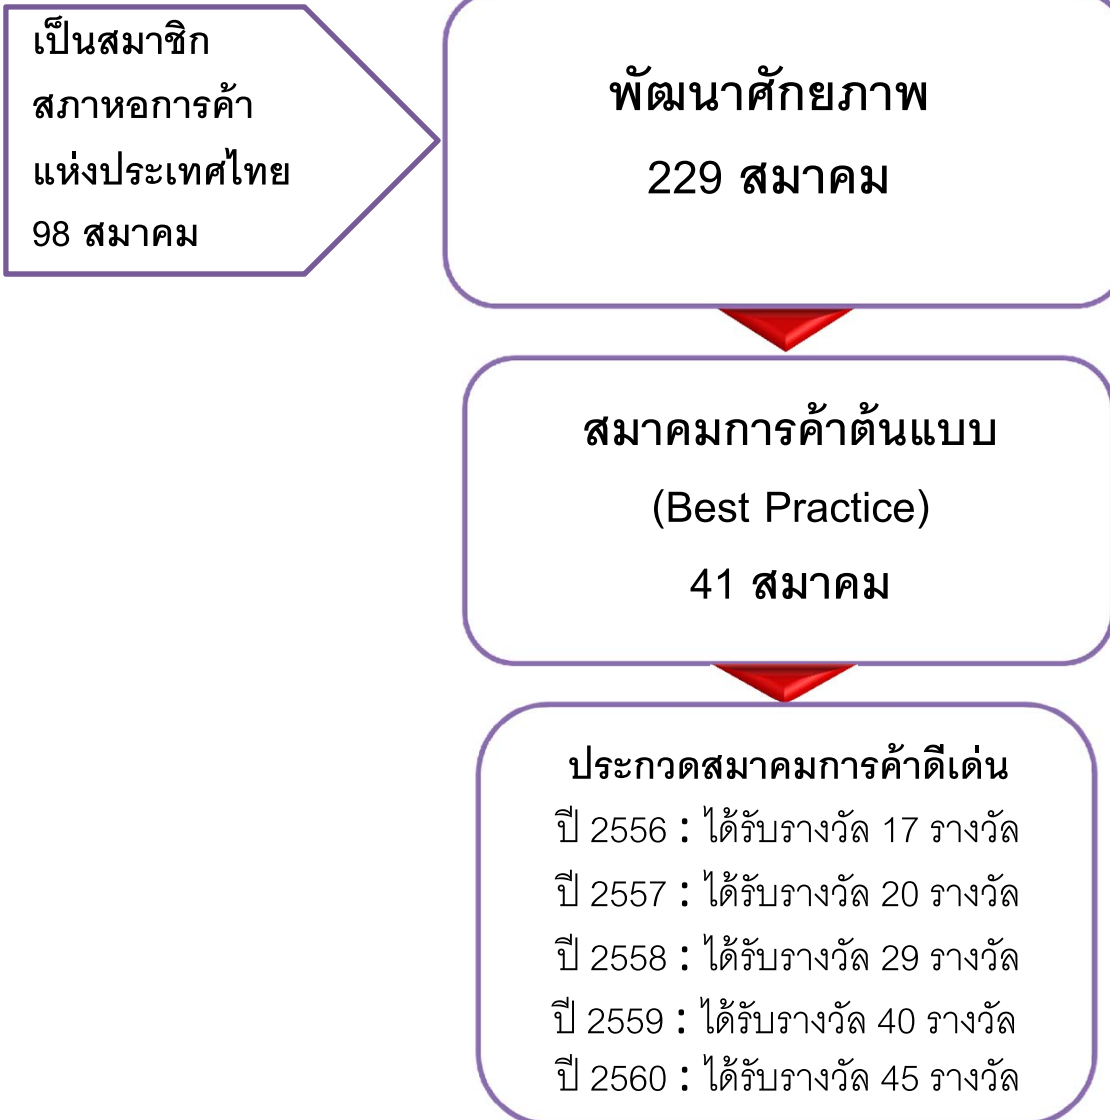 เป็นสมาชิก
สภาหอการค้า
แห่งประเทศไทย
98 สมาคม
พัฒนาศักยภาพ
229 สมาคม
สมาคมการค้าต้นแบบ
(Best Practice)
41 สมาคม
ประกวดสมาคมการค้าดีเด่น
ปี 2556 : ได้รับรางวัล 17 รางวัล
ปี 2557 : ได้รับรางวัล 20 รางวัล
ปี 2558 : ได้รับรางวัล 29 รางวัล
ปี 2559 : ได้รับรางวัล 40 รางวัล
ปี 2560 : ได้รับรางวัล 45 รางวัล